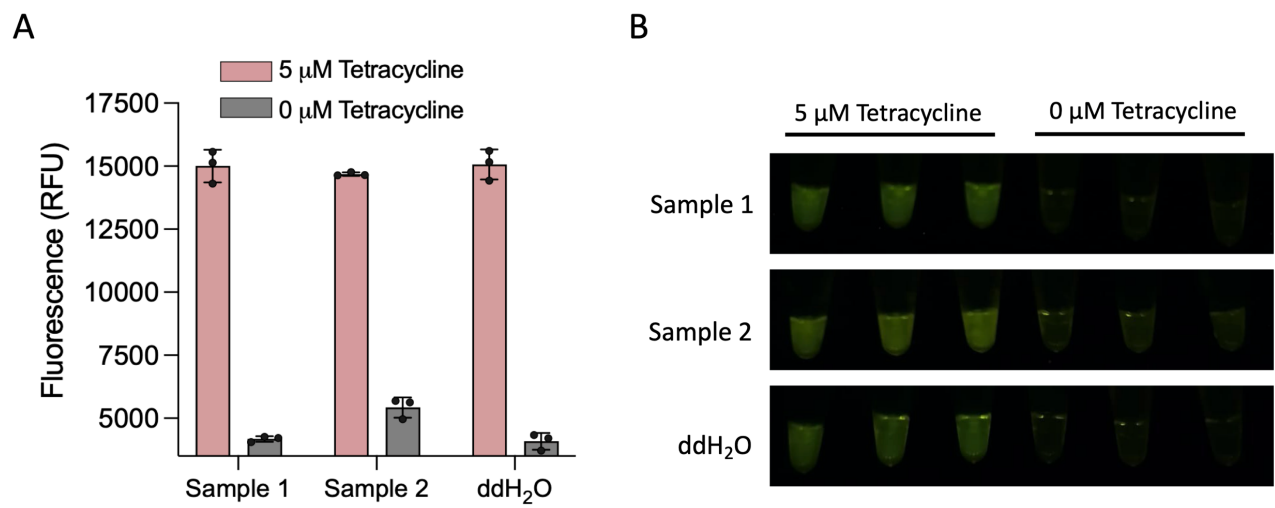 A
5 μM Tetracycline
0 μM Tetracycline
Fluorescence (RFU)
17500
15000
12500
10000
7500
5000
Sample 1 Sample 2 ddH₂O
B
5 μM Tetracycline 0 μM Tetracycline
Sample 1
Sample 2
ddH₂O